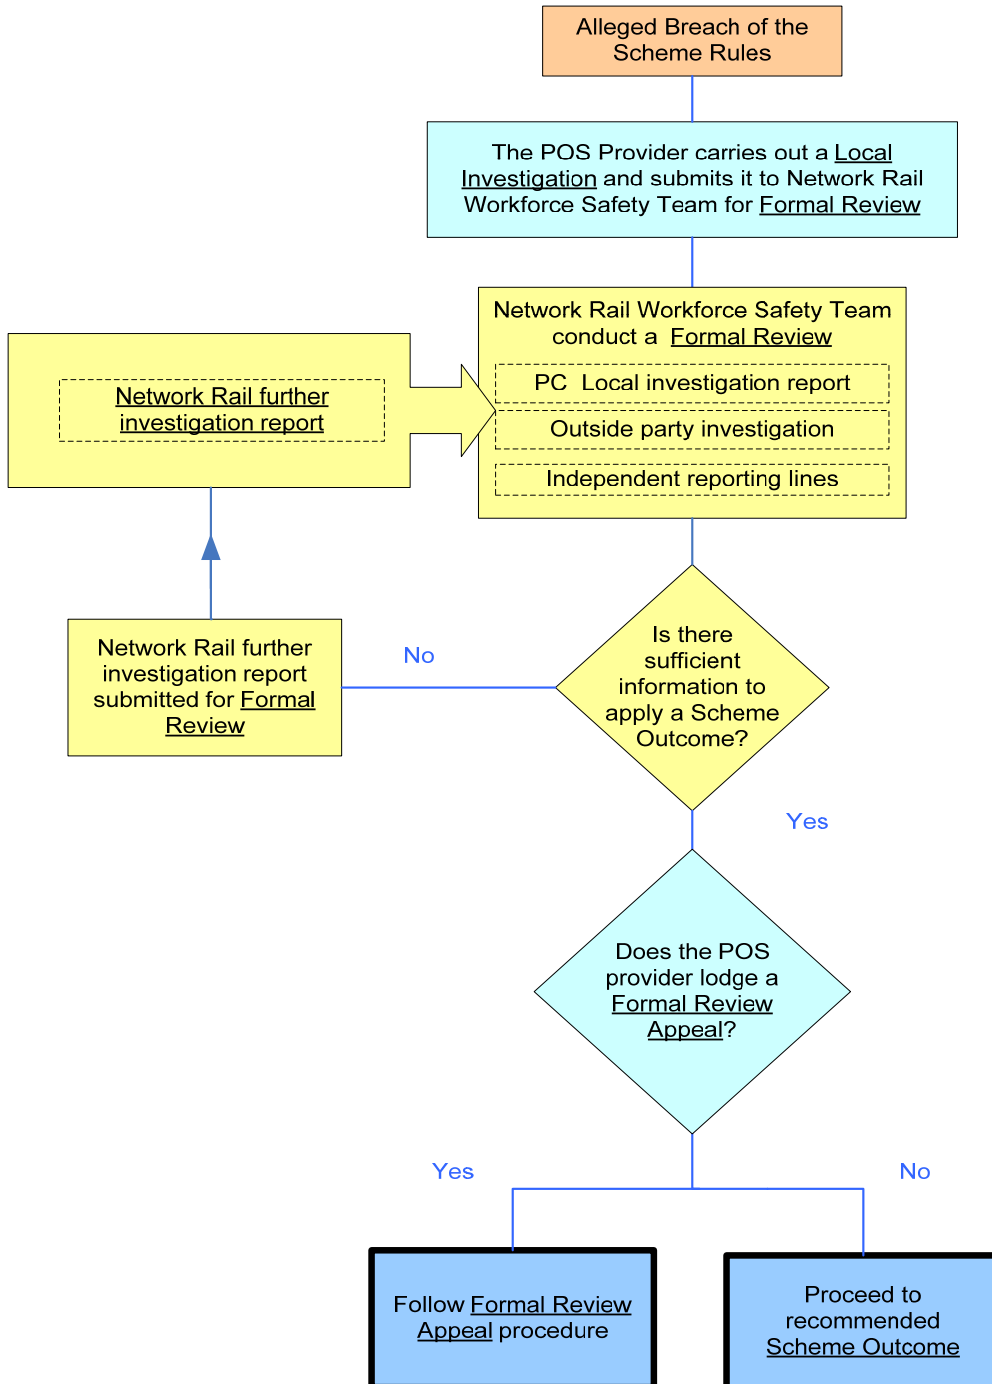 Alleged Breach of the
Scheme Rules
The POS Provider carries out a Local
Investigation and submits it to Network Rail
Workforce Safety Team for Formal Review
Network Rail Workforce Safety Team
conduct a Formal Review
PC Local investigation report
Outside party investigation
Independent reporting lines
Network Rail further
investigation report
Is there
sufficient
information to
apply a Scheme
Outcome?
No
Network Rail further
investigation report
submitted for Formal
Review
Yes
Does the POS
provider lodge a
Formal Review
Appeal?
Yes
No
Follow Formal Review
Appeal procedure
Proceed to
recommended
Scheme Outcome